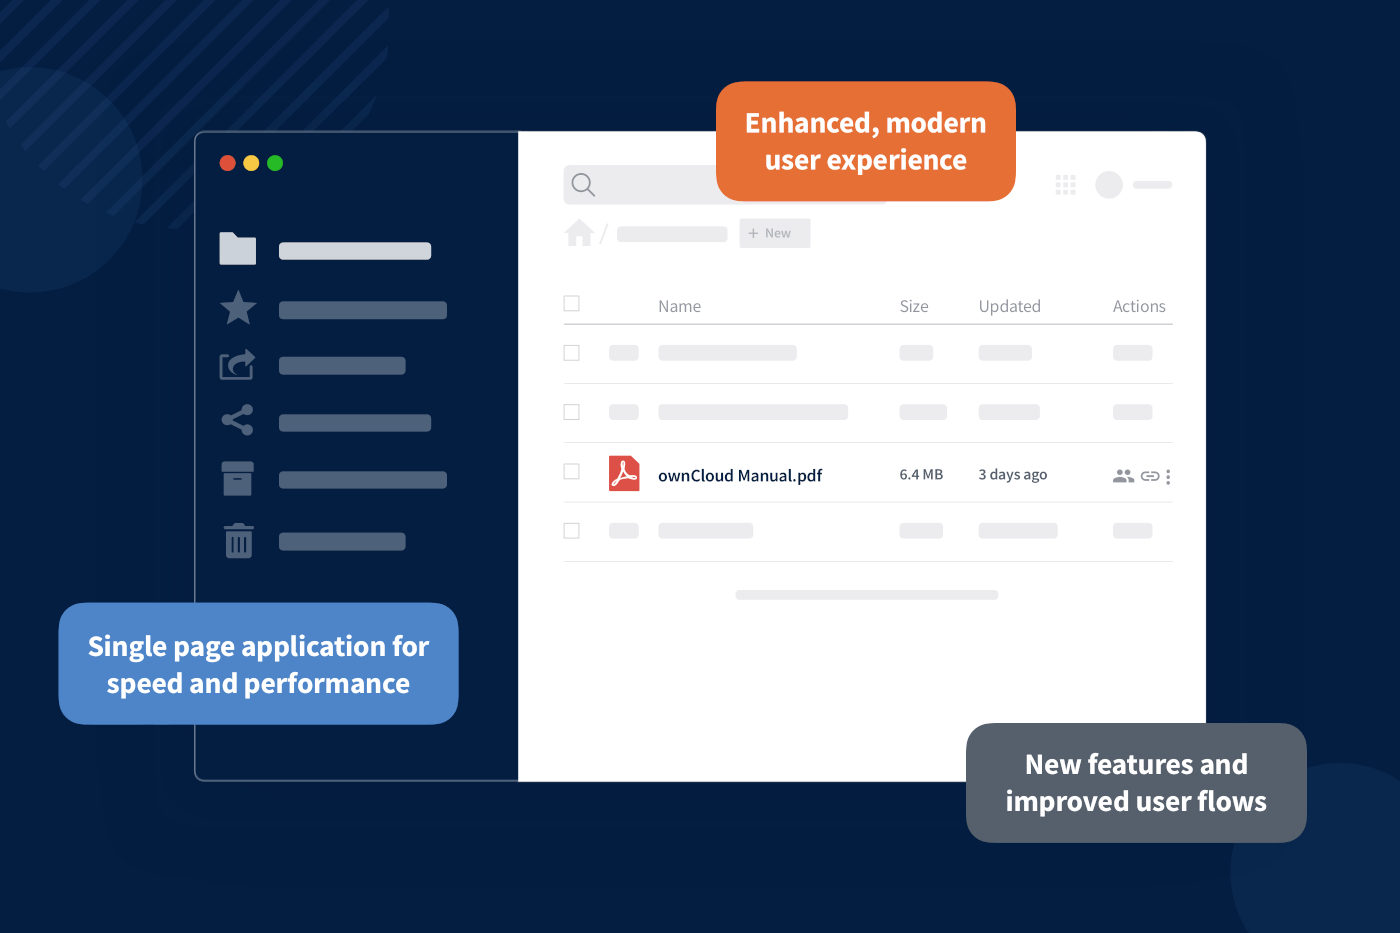 Enhanced, modern
user experience
+ New
Name Size Updated Actions
ownCloud Manual.pdf 6.4 MB 3 days ago
Single page application for
speed and performance
New features and
improved user flows